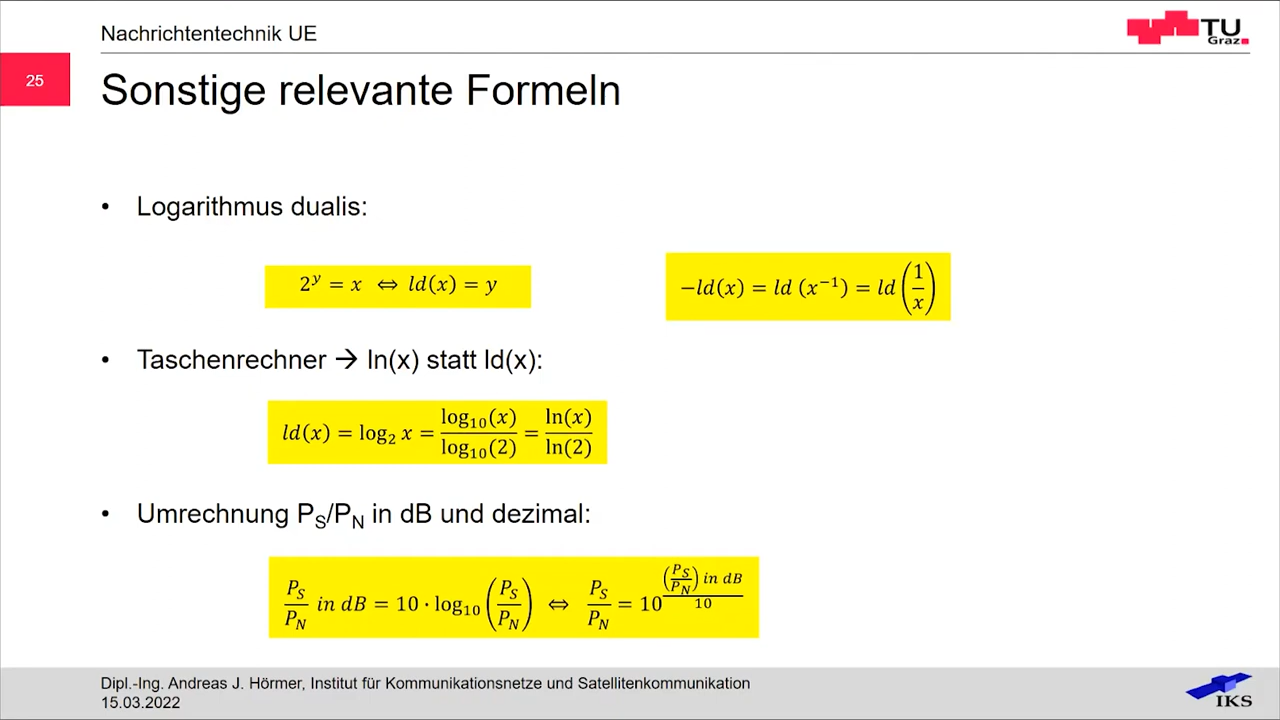 Nachrichtentechnik UE
TU
Graz
25
Sonstige relevante Formeln
• Logarithmus dualis:
2^y = x ⇔ ld(x) = y
−ld(x) = ld (x^−1) = ld (1/x)
• Taschenrechner → ln(x) statt ld(x):
ld(x) = log₂ x = log₁₀(x)/log₁₀(2) = ln(x)/ln(2)
• Umrechnung P_S/P_N in dB und dezimal:
P_S/P_N in dB = 10 · log₁₀ (P_S/P_N) ⇔ P_S/P_N = 10^((P_S/P_N) in dB / 10)
Dipl.-Ing. Andreas J. Hörmer, Institut für Kommunikationsnetze und Satellitenkommunikation
15.03.2022
IKS